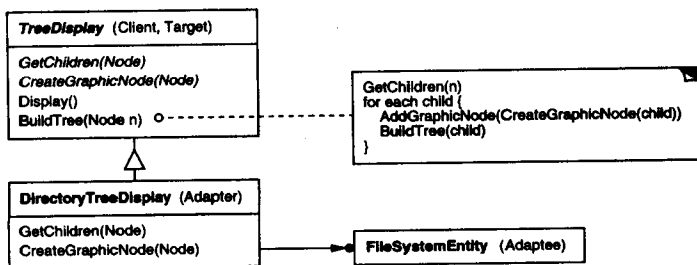 TreeDisplay (Client, Target)
GetChildren(Node)
CreateGraphicNode(Node)
Display()
BuildTree(Node n)
GetChildren(n)
for each child {
AddGraphicNode(CreateGraphicNode(child))
BuildTree(child)
}
DirectoryTreeDisplay (Adapter)
GetChildren(Node)
CreateGraphicNode(Node)
FileSystemEntity (Adaptee)